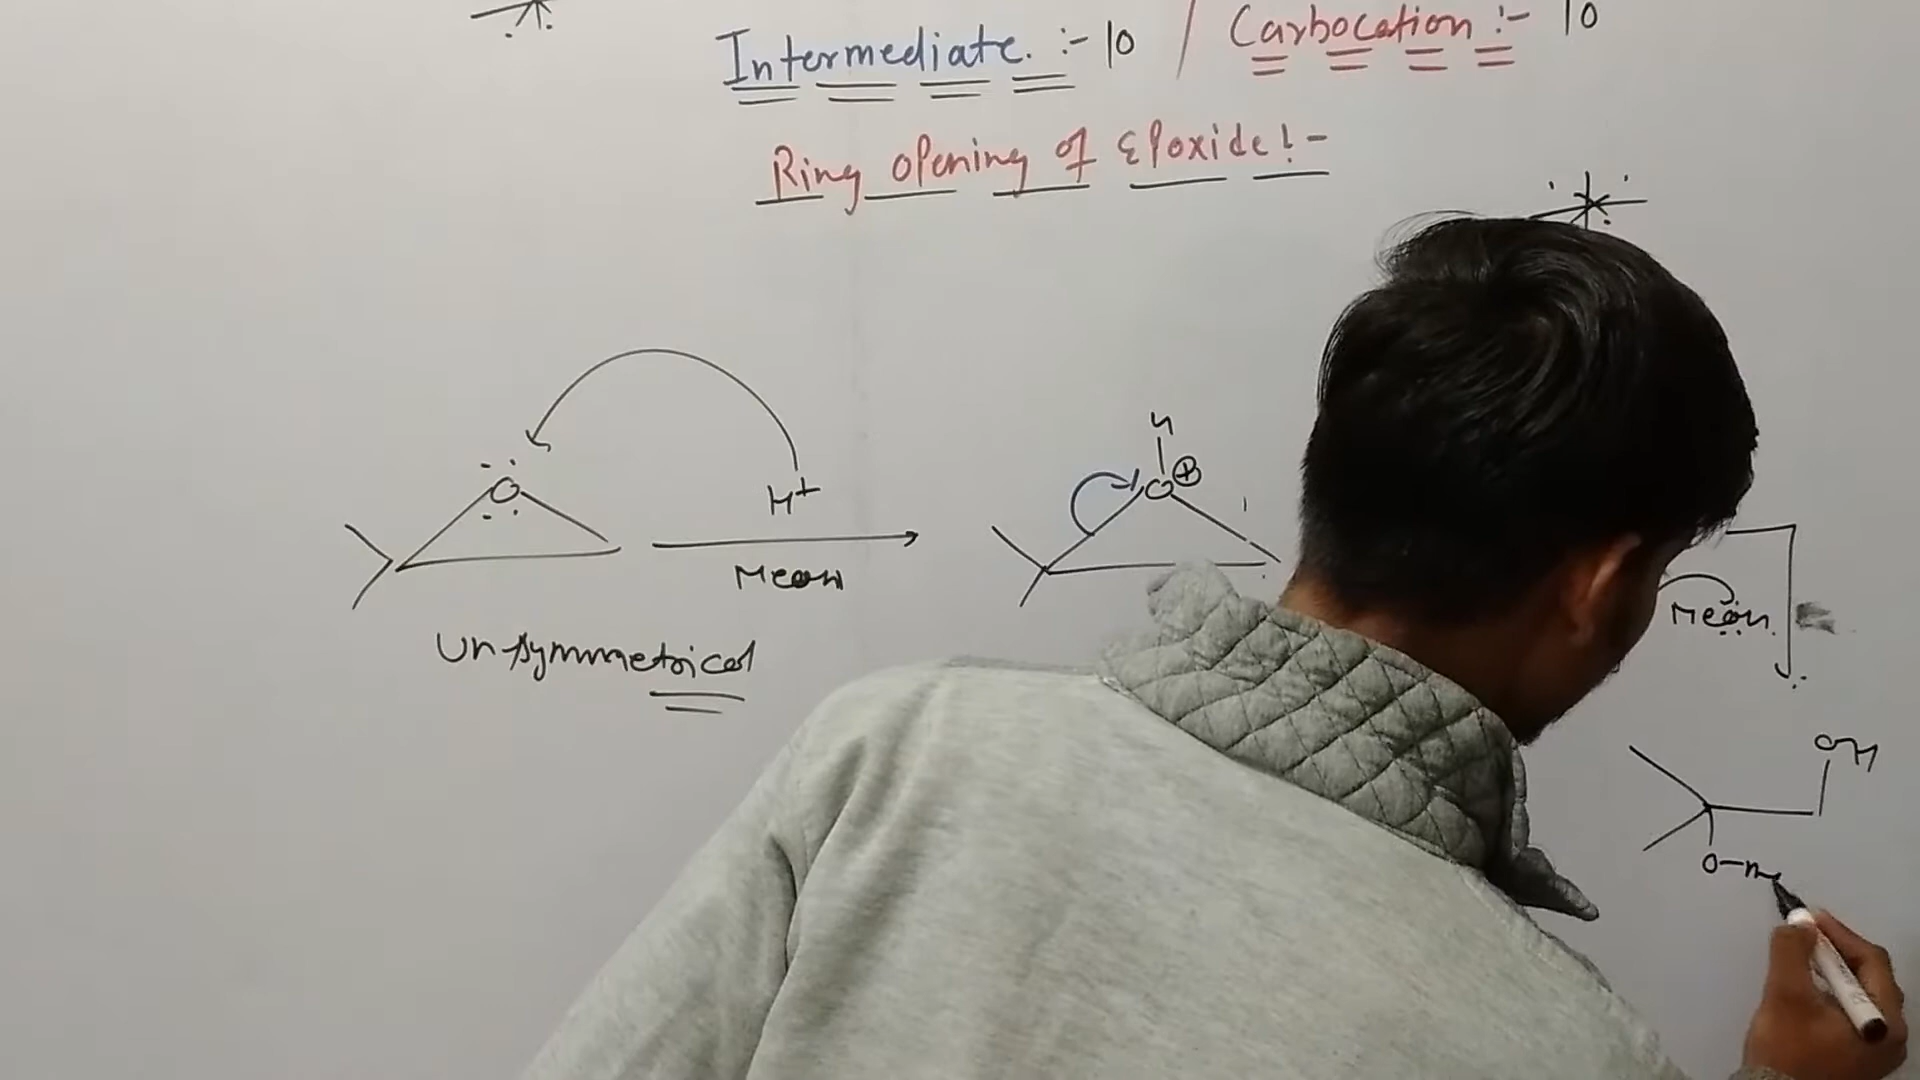 Intermediate :- 10 / Carbocation :- 10
Ring opening of Epoxide :-
H
O ⊕
O
H+
MeOH
MeOH
Unsymmetrical
OH
O-me